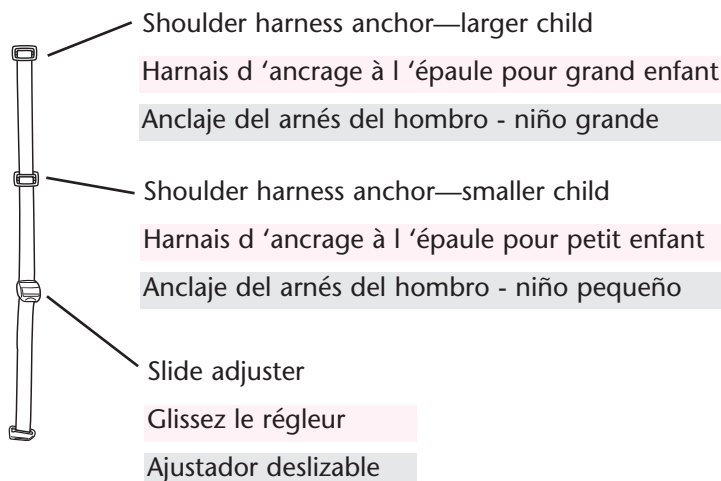 Shoulder harness anchor—larger child
Harnais d ‘ancrage à l ‘épaule pour grand enfant
Anclaje del arnés del hombro - niño grande
Shoulder harness anchor—smaller child
Harnais d ‘ancrage à l ‘épaule pour petit enfant
Anclaje del arnés del hombro - niño pequeño
Slide adjuster
Glissez le régleur
Ajustador deslizable